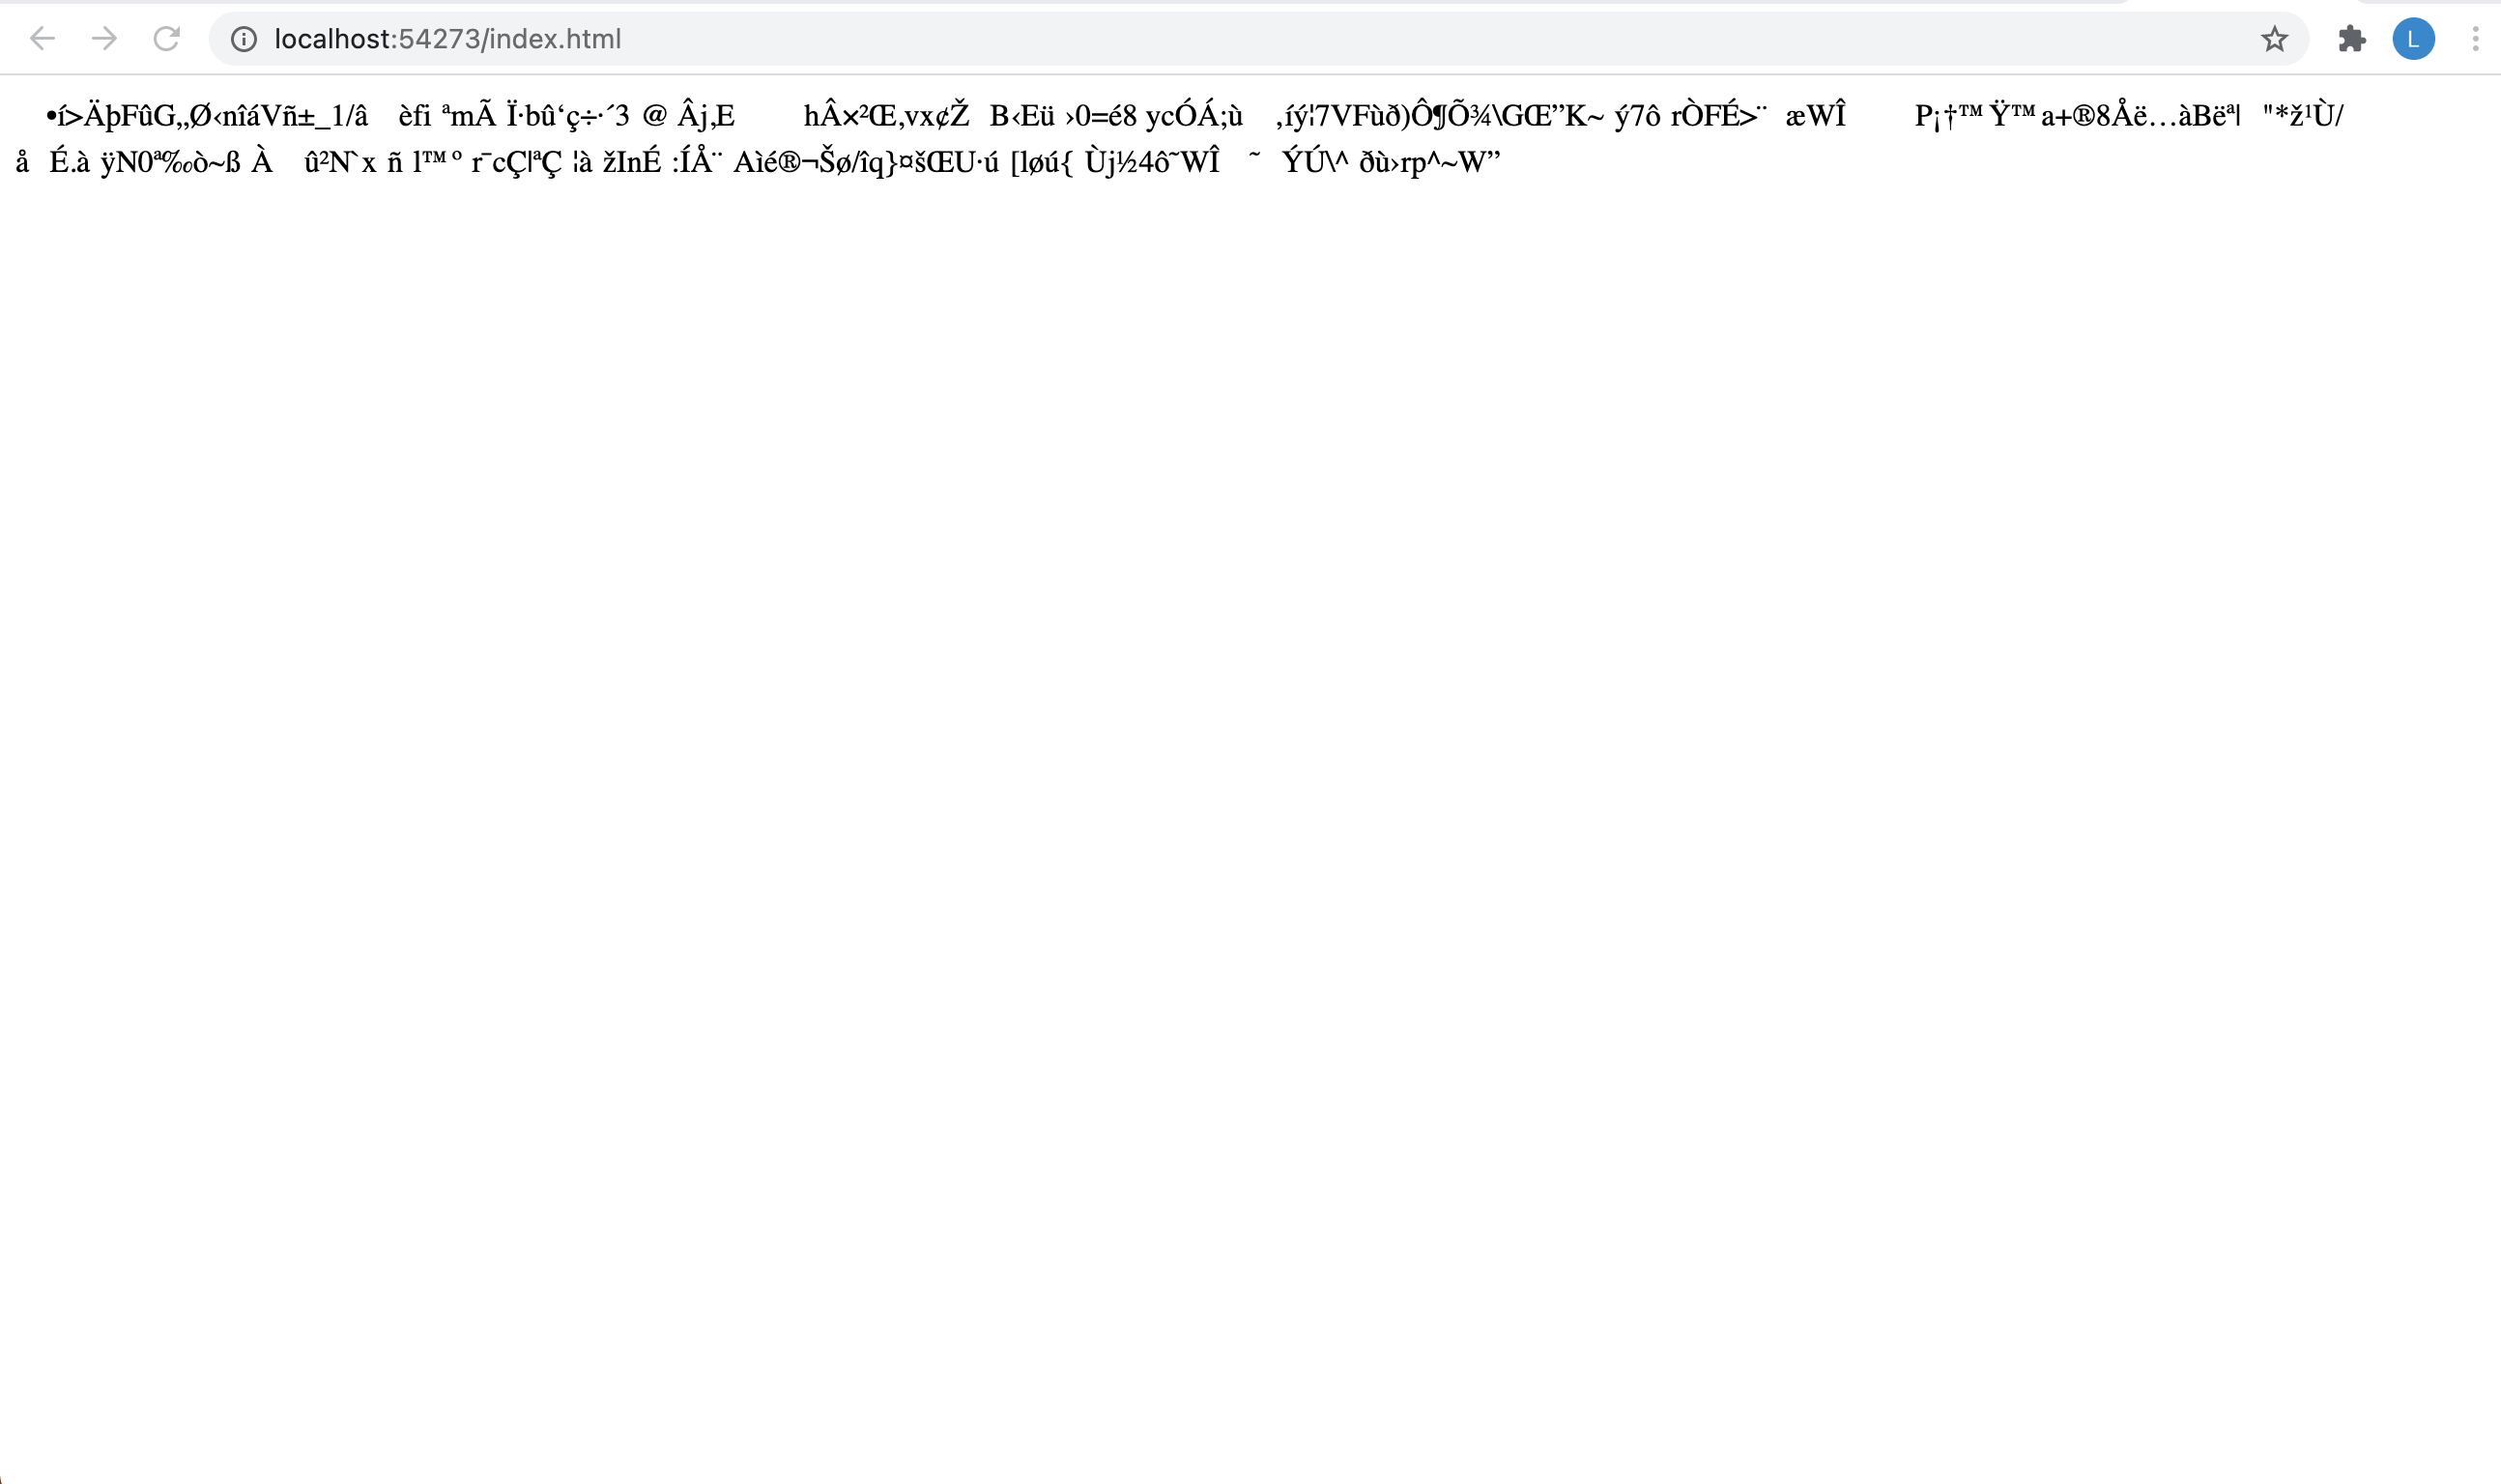 localhost:54273/index.html
L
•í>ÄþFûG„Ø‹nîáVñ±_1/â èfi ªmÃ Ï·bû‘ç÷·´3 @ Âj‚E hÂ×²Œ‚vx¢Ž B‹Eü ›0=é8 ycÓÁ;ù ‚íý¦7VFùð)Ô¶Õ¾\GŒ”K~ ý7ô rÒFÉ>¨ æWÎ P¡†™ Ÿ™ a+®8Åë…àBëª| "*ž¹Ù/
å É.à ÿN0ª‰ò~ß À û²N`x ñ l™ º r¯cÇ|ªÇ ¦à žInÉ :ÍÅ¨ Aìé®¬Šø/îq}¤šŒU·ú [løú{ Ùj½4ô˜WÎ ˜ ÝÚ\^ ðù›rp^~W”